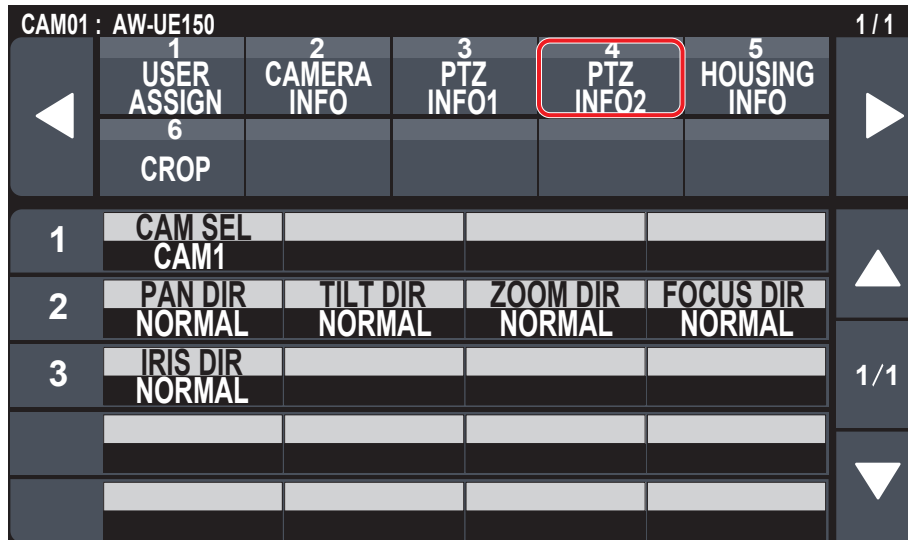 CAM01 : AW-UE150 1 / 1
1 2 3 4 5
USER CAMERA PTZ PTZ HOUSING
ASSIGN INFO INFO1 INFO2 INFO
6
CROP
1 CAM SEL
CAM1
2 PAN DIR TILT DIR ZOOM DIR FOCUS DIR
NORMAL NORMAL NORMAL NORMAL
3 IRIS DIR 1/1
NORMAL